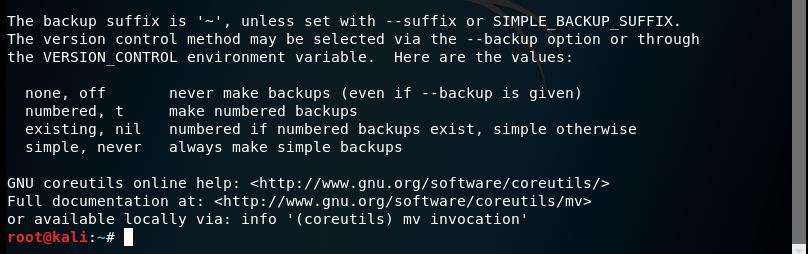 The backup suffix is '~', unless set with --suffix or SIMPLE_BACKUP_SUFFIX.
The version control method may be selected via the --backup option or through
the VERSION_CONTROL environment variable.  Here are the values:

  none, off       never make backups (even if --backup is given)
  numbered, t     make numbered backups
  existing, nil   numbered if numbered backups exist, simple otherwise
  simple, never   always make simple backups

GNU coreutils online help: <http://www.gnu.org/software/coreutils/>
Full documentation at: <http://www.gnu.org/software/coreutils/mv>
or available locally via: info '(coreutils) mv invocation'
root@kali:~#